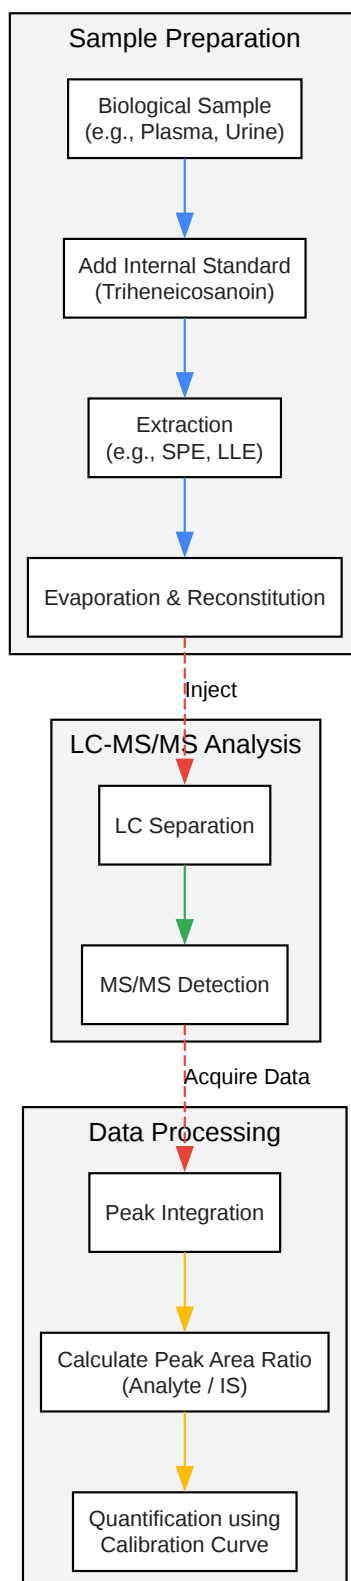 Sample Preparation
Biological Sample
(e.g., Plasma, Urine)
Add Internal Standard
(Triheneicosanoin)
Extraction
(e.g., SPE, LLE)
Evaporation & Reconstitution
Inject
LC-MS/MS Analysis
LC Separation
MS/MS Detection
Acquire Data
Data Processing
Peak Integration
Calculate Peak Area Ratio
(Analyte / IS)
Quantification using
Calibration Curve